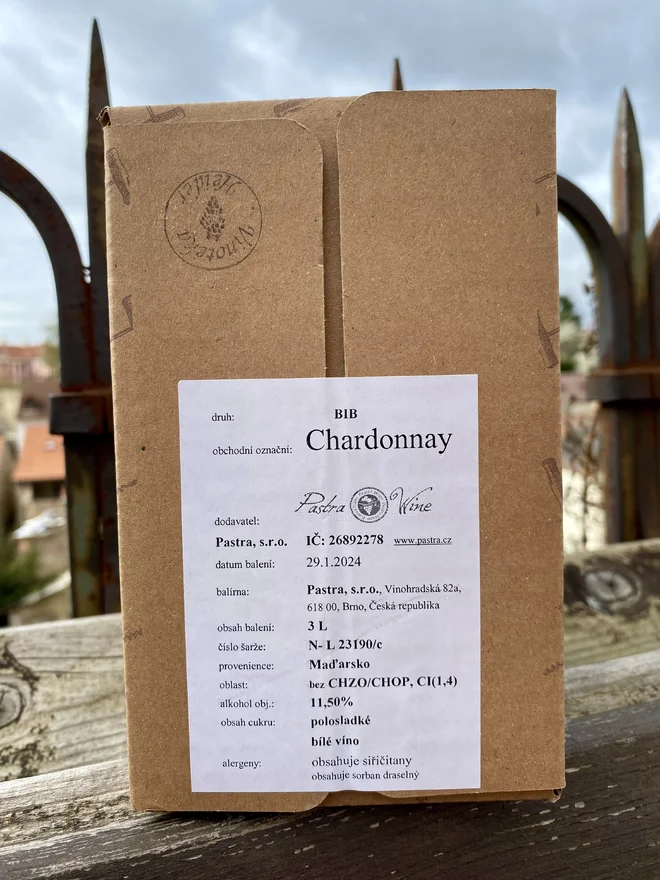 Vinotéka Heider
druh: BIB
obchodní označní: Chardonnay
Pastra Wine
dodavatel:
Pastra, s.r.o. IČ: 26892278 www.pastra.cz
datum balení: 29.1.2024
balírna: Pastra, s.r.o., Vinohradská 82a,
618 00, Brno, Česká republika
obsah balení: 3 L
číslo šarže: N- L 23190/c
provenience: Maďarsko
oblast: bez CHZO/CHOP, CI(1,4)
alkohol obj.: 11,50%
obsah cukru: polosladké
bílé víno
alergeny: obsahuje siřičitany
obsahuje sorban draselný